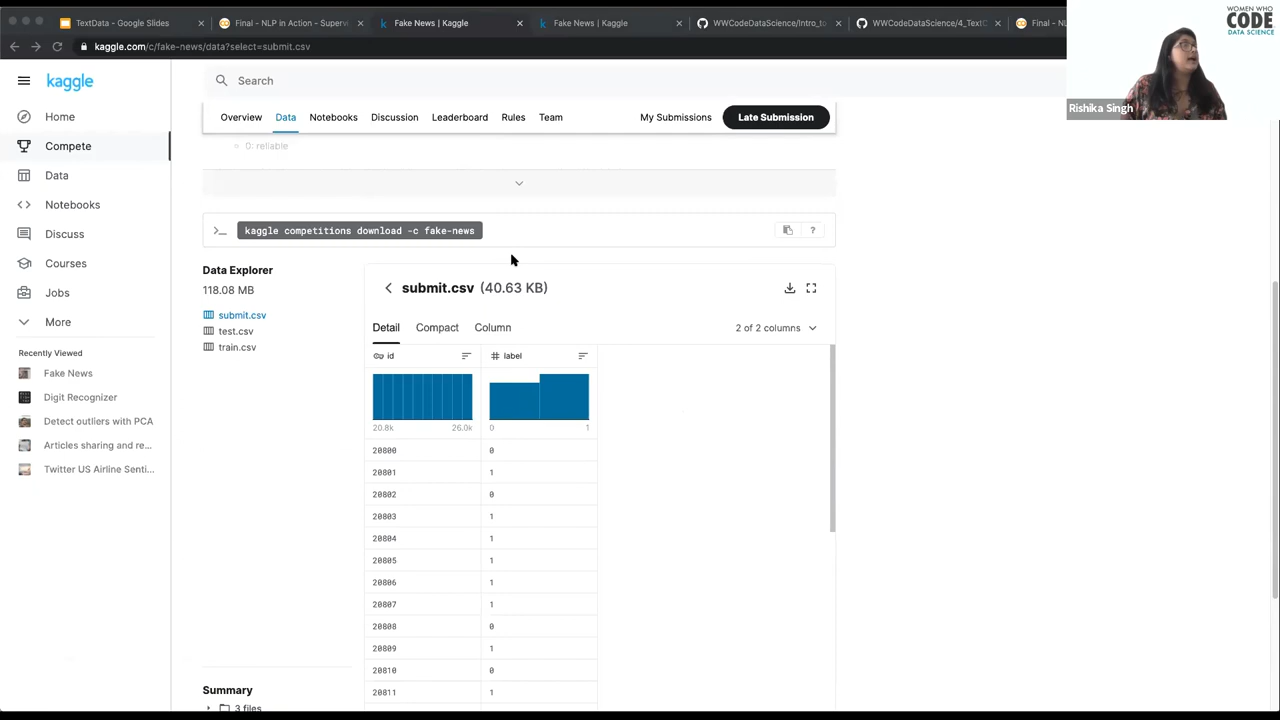 TextData - Google Slides
Final - NLP in Action - Supervi
Fake News | Kaggle
Fake News | Kaggle
WWCodeDataScience/Intro_to
WWCodeDataScience/4_TextC
Final - NL
kaggle.com/c/fake-news/data?select=submit.csv
WOMEN WHO
CODE
DATA SCIENCE
Rishika Singh
kaggle
Search
Home
Compete
Data
Notebooks
Discuss
Courses
Jobs
More
Recently Viewed
Fake News
Digit Recognizer
Detect outliers with PCA
Articles sharing and re...
Twitter US Airline Senti...
Overview Data Notebooks Discussion Leaderboard Rules Team My Submissions Late Submission
0: reliable
>_ kaggle competitions download -c fake-news ?
Data Explorer
118.08 MB
submit.csv
test.csv
train.csv
Summary
3 files
submit.csv (40.63 KB)
Detail Compact Column 2 of 2 columns
id # label
20.8k 26.0k 0 1
20800 0
20801 1
20802 0
20803 1
20804 1
20805 1
20806 1
20807 1
20808 0
20809 1
20810 0
20811 1